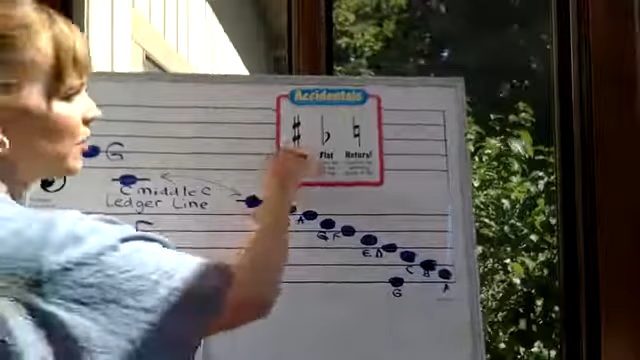 Accidentals
♯ ♭ ♮
Flat Natural
G
C middle C
Ledger Line
F
A
G F
E D
C B A
G